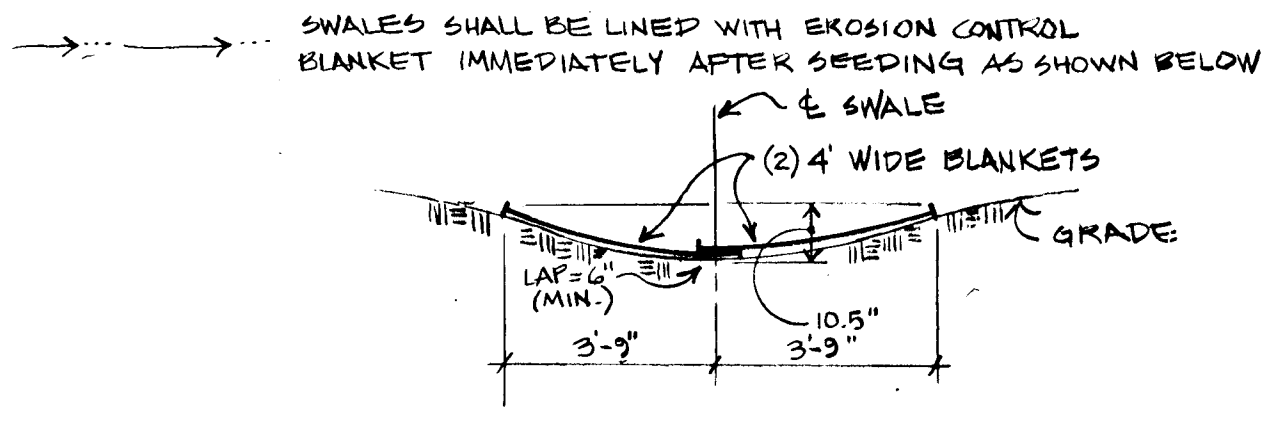 SWALES SHALL BE LINED WITH EROSION CONTROL
BLANKET IMMEDIATELY AFTER SEEDING AS SHOWN BELOW
℄ SWALE
(2) 4' WIDE BLANKETS
GRADE
LAP=6"
(MIN.)
10.5"
3'-9"
3'-9"